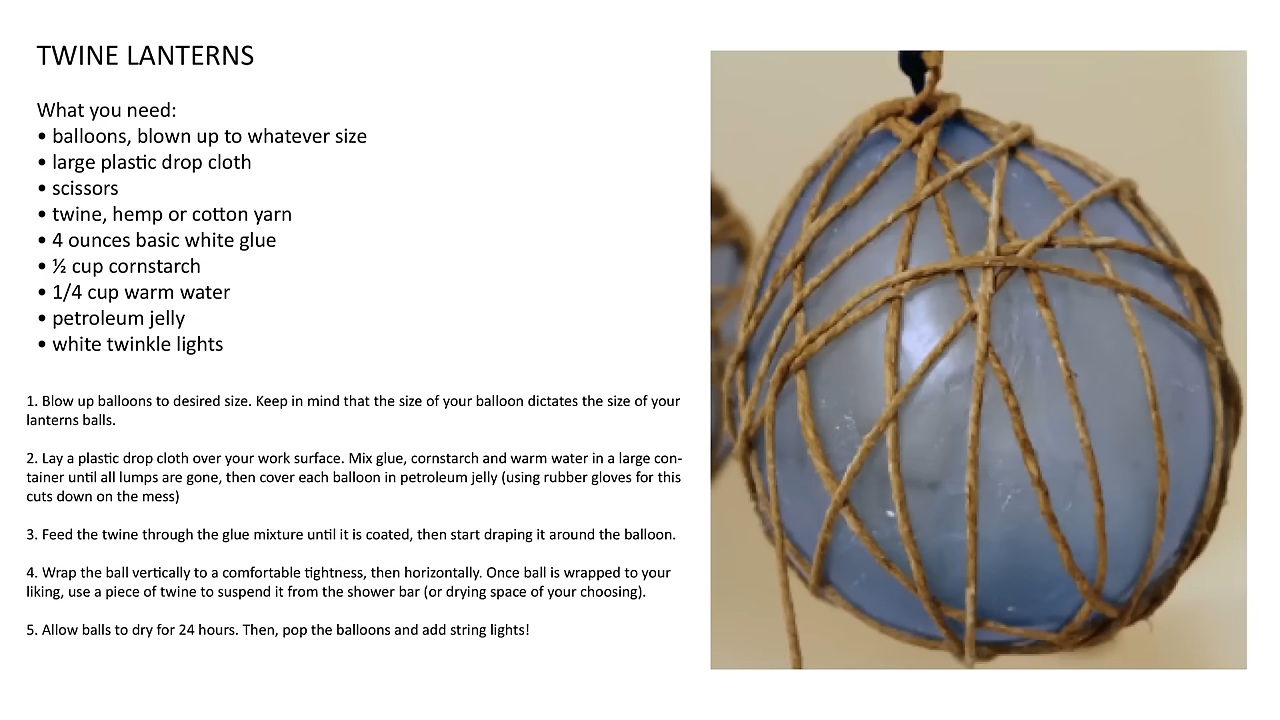 TWINE LANTERNS
What you need:
• balloons, blown up to whatever size
• large plastic drop cloth
• scissors
• twine, hemp or cotton yarn
• 4 ounces basic white glue
• ½ cup cornstarch
• 1/4 cup warm water
• petroleum jelly
• white twinkle lights
1. Blow up balloons to desired size. Keep in mind that the size of your balloon dictates the size of your
lanterns balls.
2. Lay a plastic drop cloth over your work surface. Mix glue, cornstarch and warm water in a large con-
tainer until all lumps are gone, then cover each balloon in petroleum jelly (using rubber gloves for this
cuts down on the mess)
3. Feed the twine through the glue mixture until it is coated, then start draping it around the balloon.
4. Wrap the ball vertically to a comfortable tightness, then horizontally. Once ball is wrapped to your
liking, use a piece of twine to suspend it from the shower bar (or drying space of your choosing).
5. Allow balls to dry for 24 hours. Then, pop the balloons and add string lights!